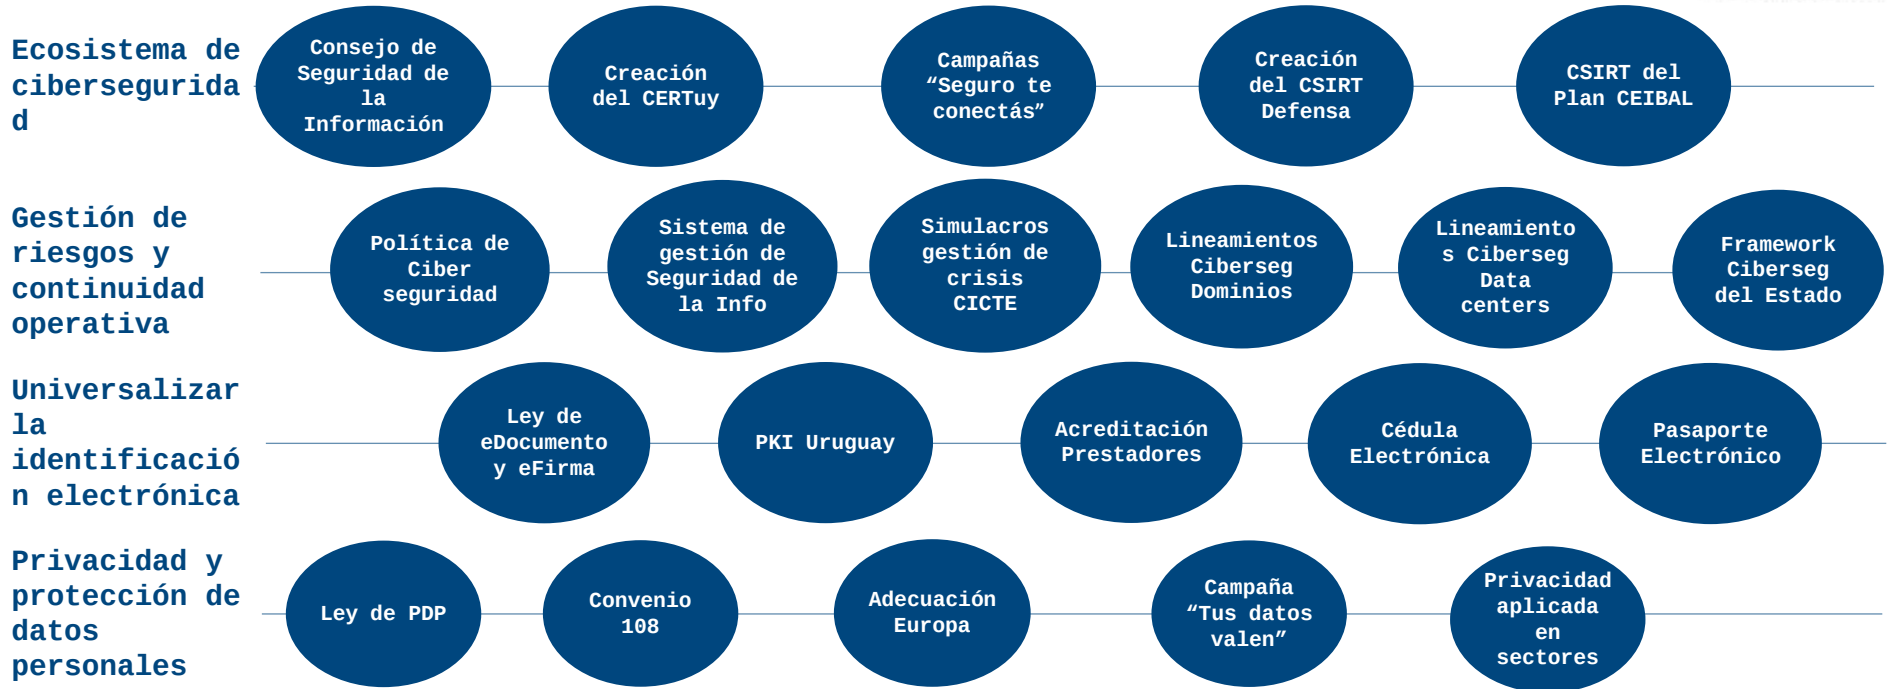 Ecosistema de
cibersegurida
d
Consejo de
Seguridad de
la
Información
Creación
del CERTuy
Campañas
“Seguro te
conectás”
Creación
del CSIRT
Defensa
CSIRT del
Plan CEIBAL
Gestión de
riesgos y
continuidad
operativa
Política de
Ciber
seguridad
Sistema de
gestión de
Seguridad de
la Info
Simulacros
gestión de
crisis
CICTE
Lineamientos
Ciberseg
Dominios
Lineamiento
s Ciberseg
Data
centers
Framework
Ciberseg
del Estado
Universalizar
la
identificació
n electrónica
Ley de
eDocumento
y eFirma
PKI Uruguay
Acreditación
Prestadores
Cédula
Electrónica
Pasaporte
Electrónico
Privacidad y
protección de
datos
personales
Ley de PDP
Convenio
108
Adecuación
Europa
Campaña
“Tus datos
valen”
Privacidad
aplicada
en
sectores